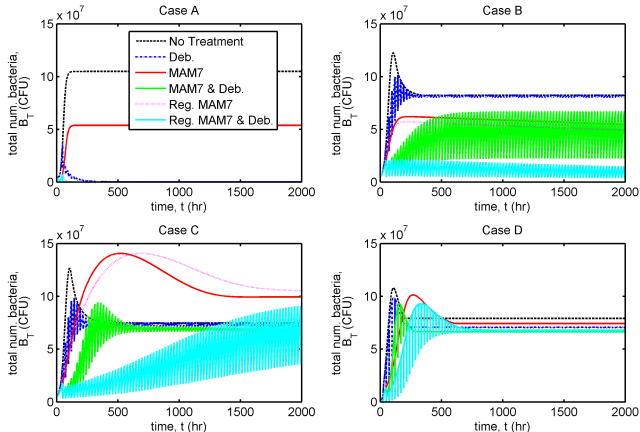 Case A
x 10^7
15
10
5
0
total num. bacteria,
B_T (CFU)
No Treatment
Deb.
MAM7
MAM7 & Deb.
Reg. MAM7
Reg. MAM7 & Deb.
0 500 1000 1500 2000
time, t (hr)
Case B
x 10^7
15
10
5
0
total num. bacteria,
B_T (CFU)
0 500 1000 1500 2000
time, t (hr)
Case C
x 10^7
15
10
5
0
total num. bacteria,
B_T (CFU)
0 500 1000 1500 2000
time, t (hr)
Case D
x 10^7
15
10
5
0
total num. bacteria,
B_T (CFU)
0 500 1000 1500 2000
time, t (hr)